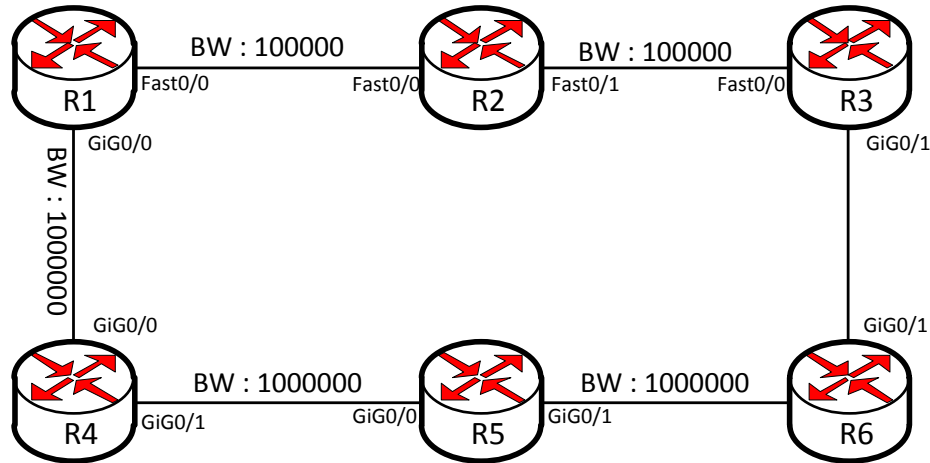 BW : 100000
BW : 100000
R1
Fast0/0
Fast0/0
R2
Fast0/1
Fast0/0
R3
GiG0/0
GiG0/1
BW : 1000000
GiG0/0
GiG0/1
BW : 1000000
BW : 1000000
R4
GiG0/1
GiG0/0
R5
GiG0/1
R6